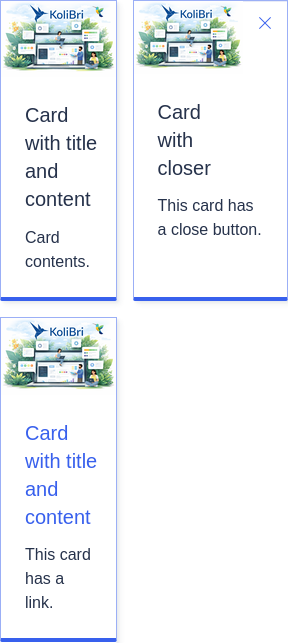 KoliBri
Card
with title
and
content
Card
contents.
KoliBri
Card
with
closer
This card has
a close button.
KoliBri
Card
with title
and
content
This card
has a
link.